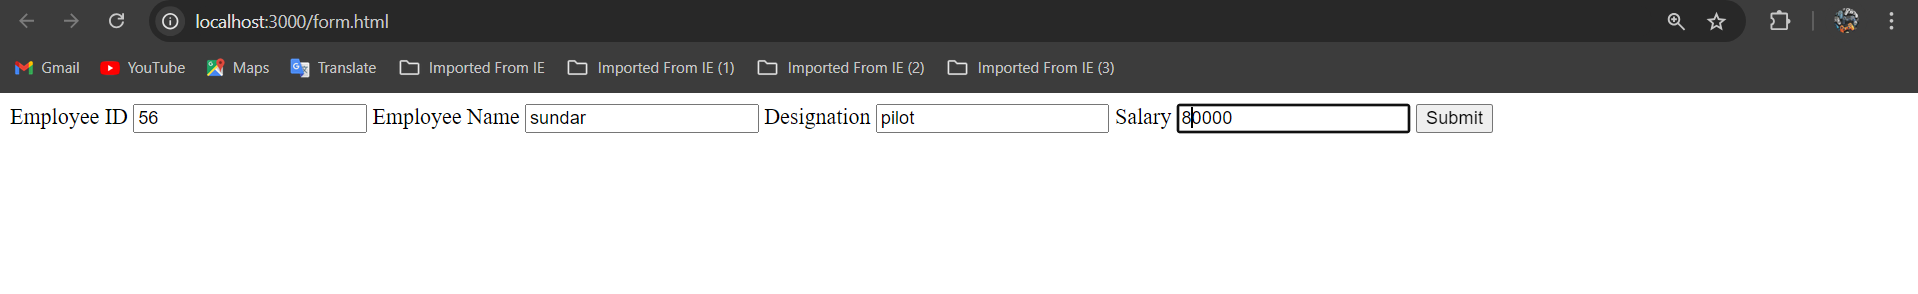 localhost:3000/form.html
Gmail YouTube Maps Translate Imported From IE Imported From IE (1) Imported From IE (2) Imported From IE (3)
Employee ID 56 Employee Name sundar Designation pilot Salary 80000 Submit